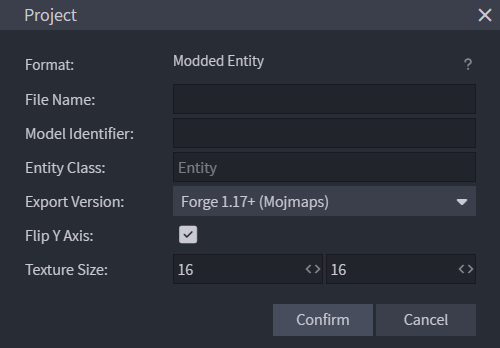 Project
Format: Modded Entity ?
File Name:
Model Identifier:
Entity Class: Entity
Export Version: Forge 1.17+ (Mojmaps)
Flip Y Axis:
Texture Size: 16 16
Confirm Cancel